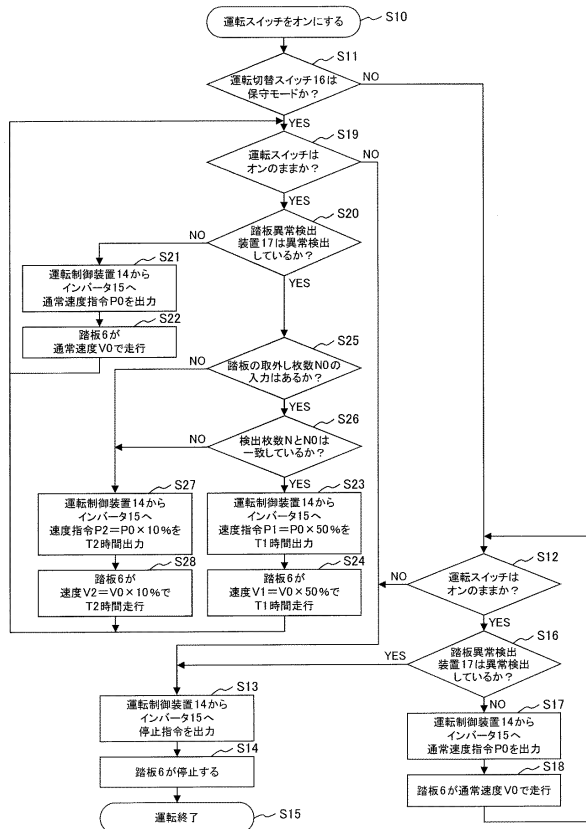 運転スイッチをオンにする
S10
S11
運転切替スイッチ16は
保守モードか?
NO
YES
S19
運転スイッチは
オンのままか?
NO
YES
S20
踏板異常検出
装置17は異常検出
しているか?
NO
YES
S21
運転制御装置14から
インバータ15へ
通常速度指令P0を出力
S22
踏板6が
通常速度V0で走行
S25
踏板の取外し枚数N0の
入力はあるか?
NO
YES
S26
検出枚数NとN0は
一致しているか?
NO
YES
S27
運転制御装置14から
インバータ15へ
速度指令P2=P0×10%を
T2時間出力
S23
運転制御装置14から
インバータ15へ
速度指令P1=P0×50%を
T1時間出力
S28
踏板6が
速度V2=V0×10%で
T2時間走行
S24
踏板6が
速度V1=V0×50%で
T1時間走行
S12
運転スイッチは
オンのままか?
NO
YES
S16
踏板異常検出
装置17は異常検出
しているか?
YES
NO
S13
運転制御装置14から
インバータ15へ
停止指令を出力
S17
運転制御装置14から
インバータ15へ
通常速度指令P0を出力
S14
踏板6が停止する
S18
踏板6が通常速度V0で走行
運転終了
S15